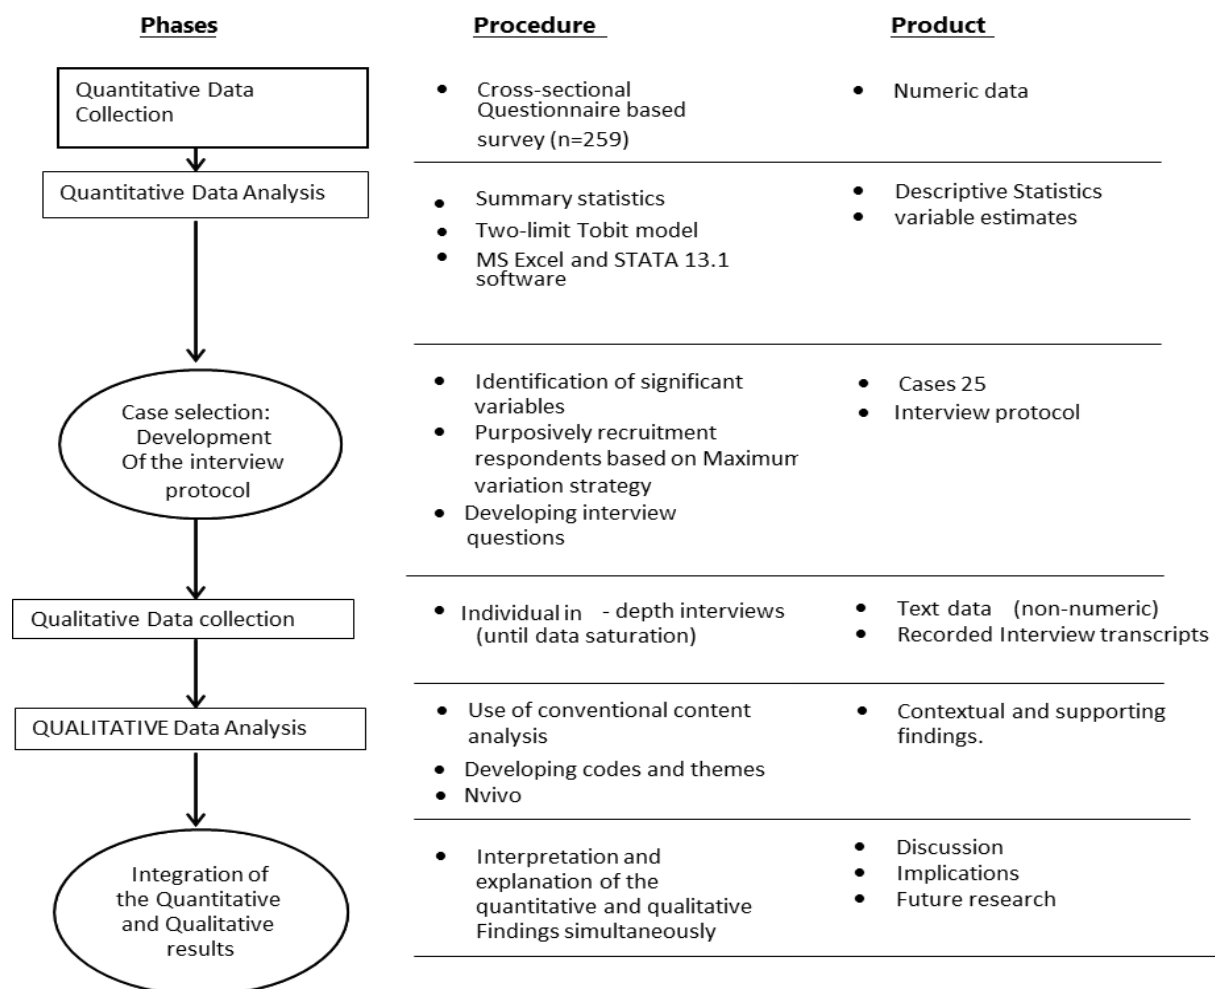 Phases
Procedure
Product
Quantitative Data
Collection
• Cross-sectional
Questionnaire based
survey (n=259)
• Numeric data
Quantitative Data Analysis
• Summary statistics
• Two-limit Tobit model
• MS Excel and STATA 13.1
software
• Descriptive Statistics
• variable estimates
Case selection:
Development
Of the interview
protocol
• Identification of significant
variables
• Purposively recruitment
respondents based on Maximum
variation strategy
• Developing interview
questions
• Cases 25
• Interview protocol
Qualitative Data collection
• Individual in - depth interviews
(until data saturation)
• Text data (non-numeric)
• Recorded Interview transcripts
QUALITATIVE Data Analysis
• Use of conventional content
analysis
• Developing codes and themes
• Nvivo
• Contextual and supporting
findings.
Integration of
the Quantitative
and Qualitative
results
• Interpretation and
explanation of the
quantitative and qualitative
Findings simultaneously
• Discussion
• Implications
• Future research